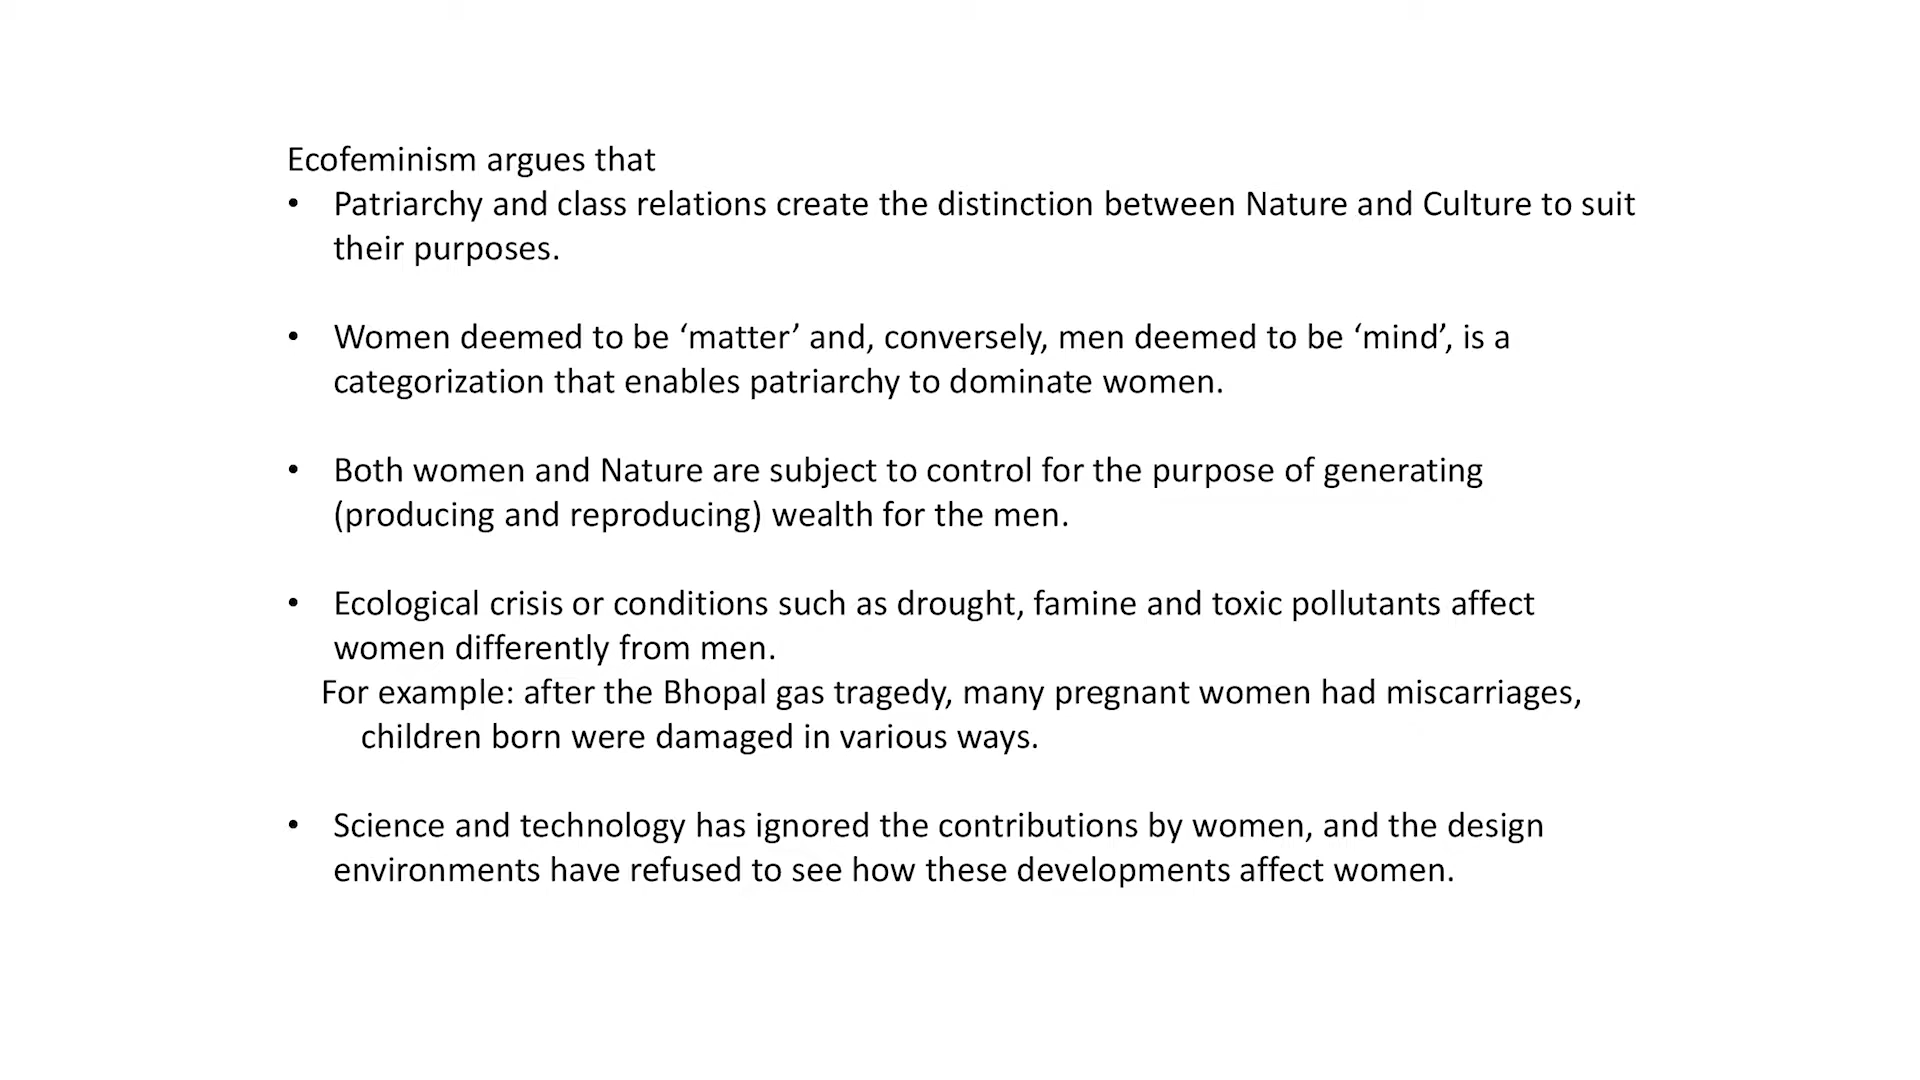 Ecofeminism argues that
• Patriarchy and class relations create the distinction between Nature and Culture to suit
their purposes.
• Women deemed to be ‘matter’ and, conversely, men deemed to be ‘mind’, is a
categorization that enables patriarchy to dominate women.
• Both women and Nature are subject to control for the purpose of generating
(producing and reproducing) wealth for the men.
• Ecological crisis or conditions such as drought, famine and toxic pollutants affect
women differently from men.
For example: after the Bhopal gas tragedy, many pregnant women had miscarriages,
children born were damaged in various ways.
• Science and technology has ignored the contributions by women, and the design
environments have refused to see how these developments affect women.